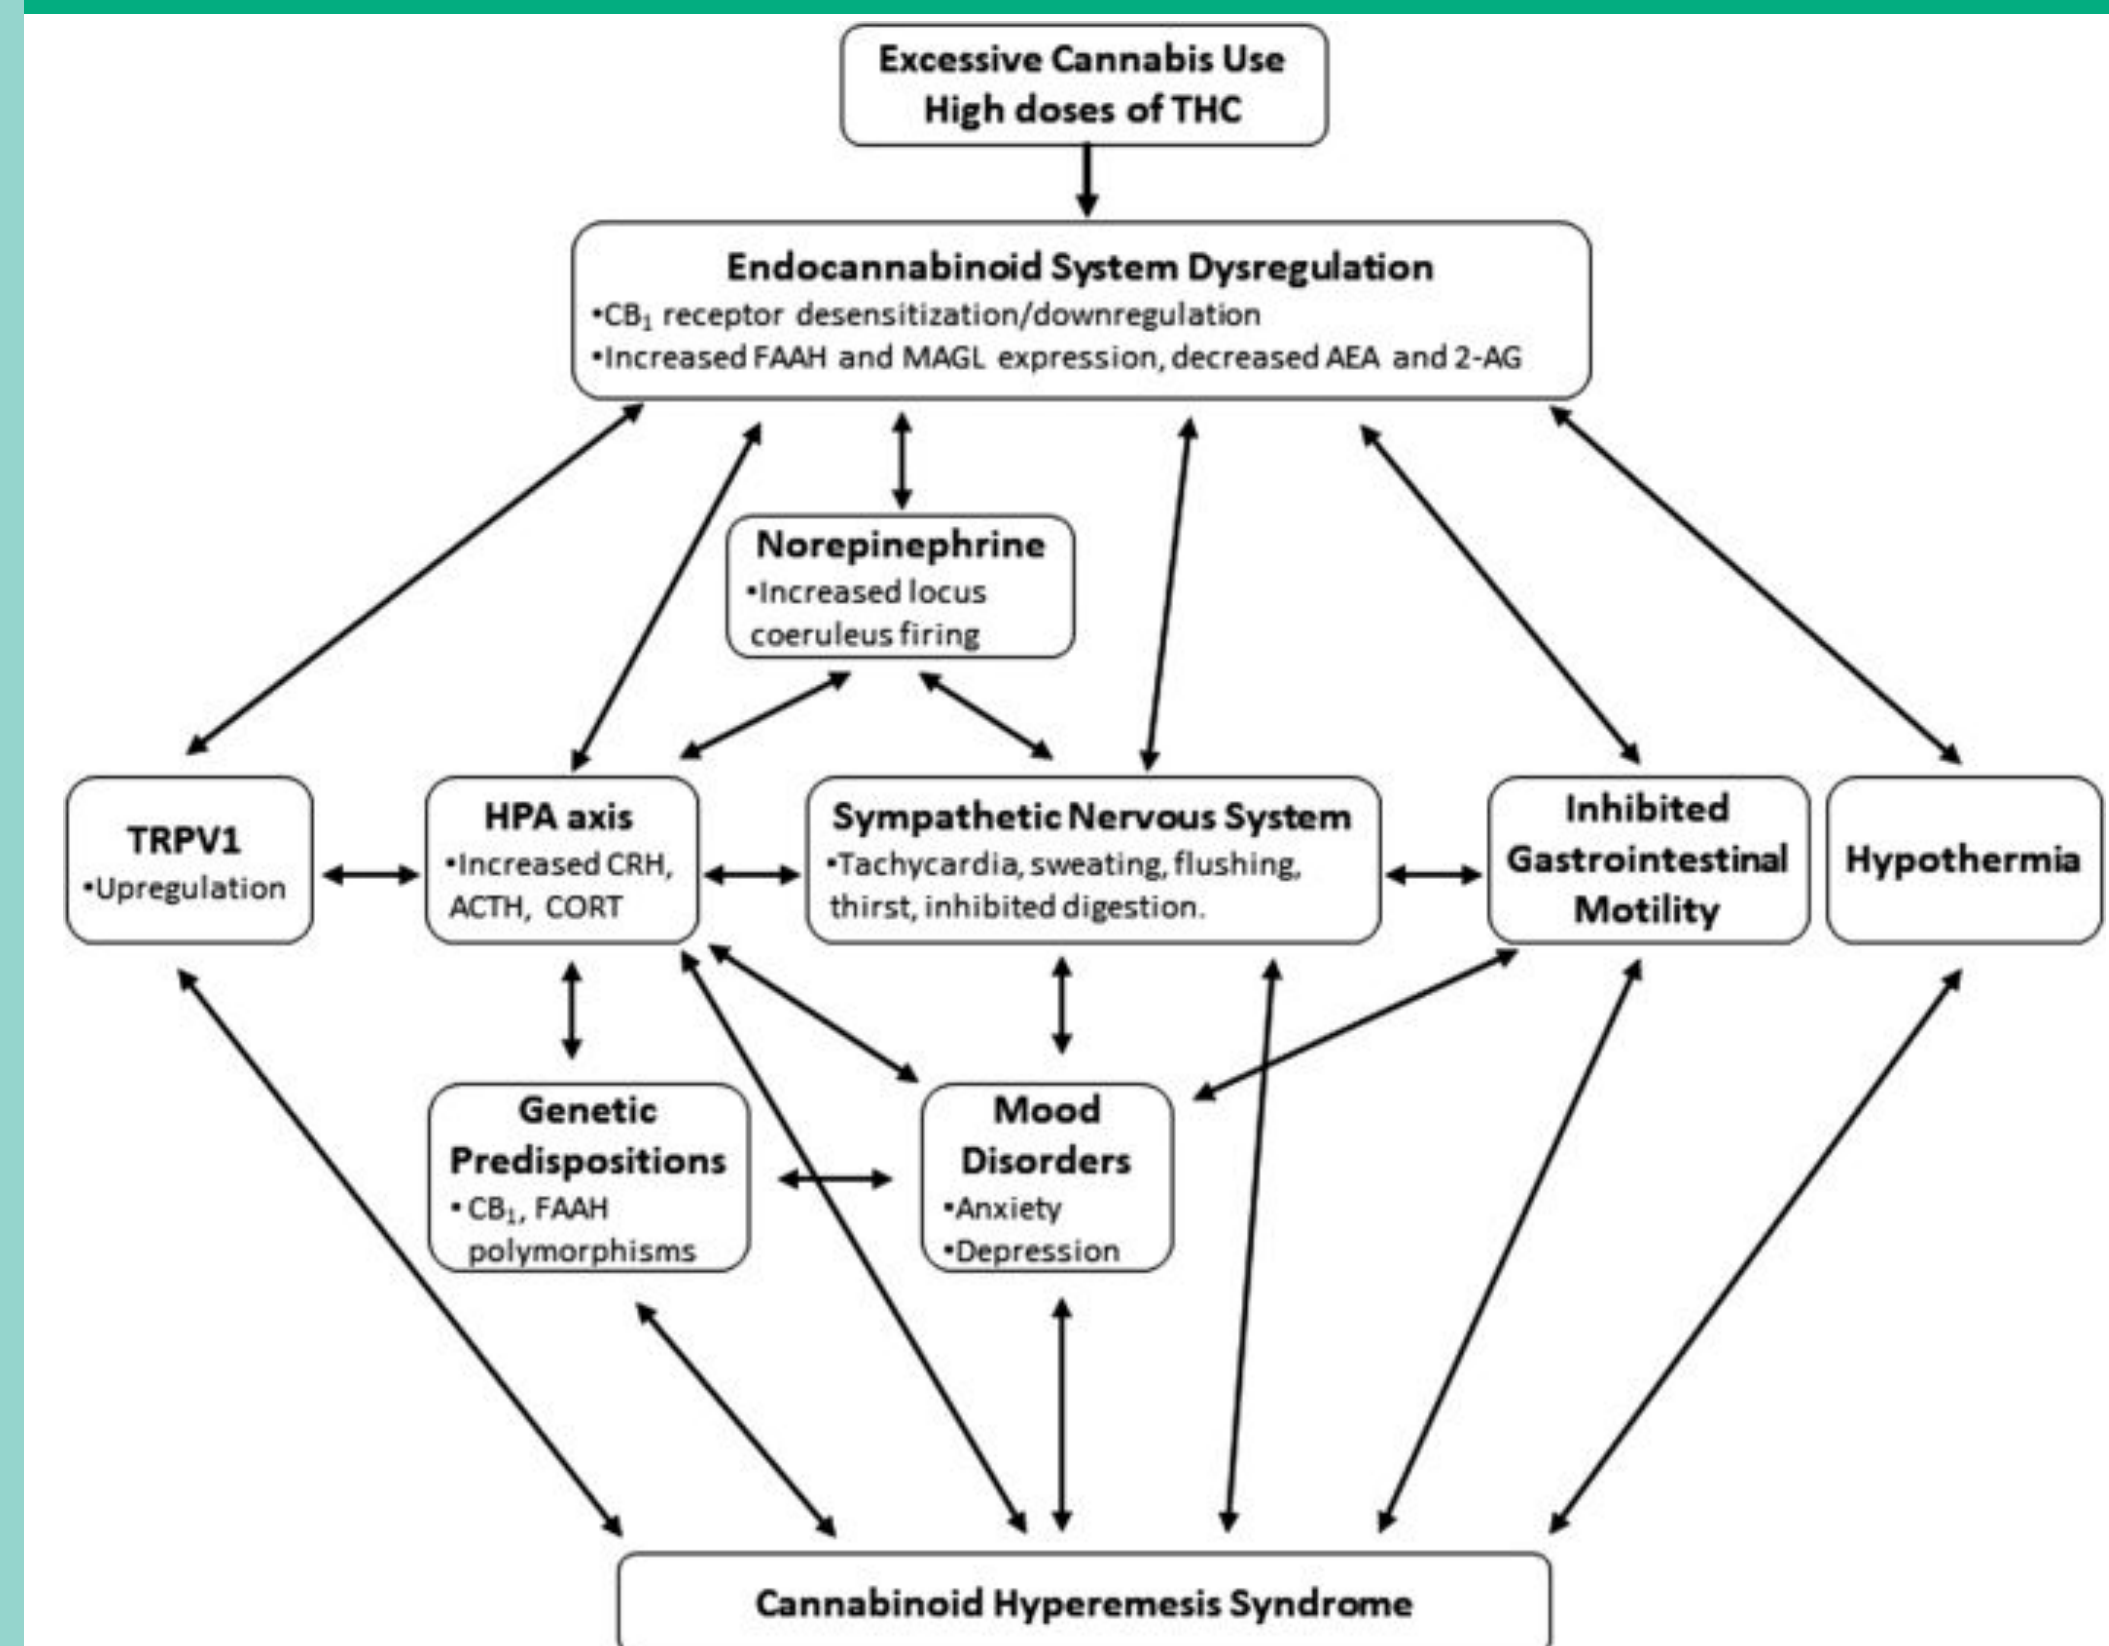 Excessive Cannabis Use
High doses of THC
Endocannabinoid System Dysregulation
•CB₁ receptor desensitization/downregulation
•Increased FAAH and MAGL expression, decreased AEA and 2-AG
Norepinephrine
•Increased locus
coeruleus firing
TRPV1
•Upregulation
HPA axis
•Increased CRH,
ACTH, CORT
Sympathetic Nervous System
•Tachycardia, sweating, flushing,
thirst, inhibited digestion.
Inhibited
Gastrointestinal
Motility
Hypothermia
Genetic
Predispositions
• CB₁, FAAH
polymorphisms
Mood
Disorders
•Anxiety
•Depression
Cannabinoid Hyperemesis Syndrome